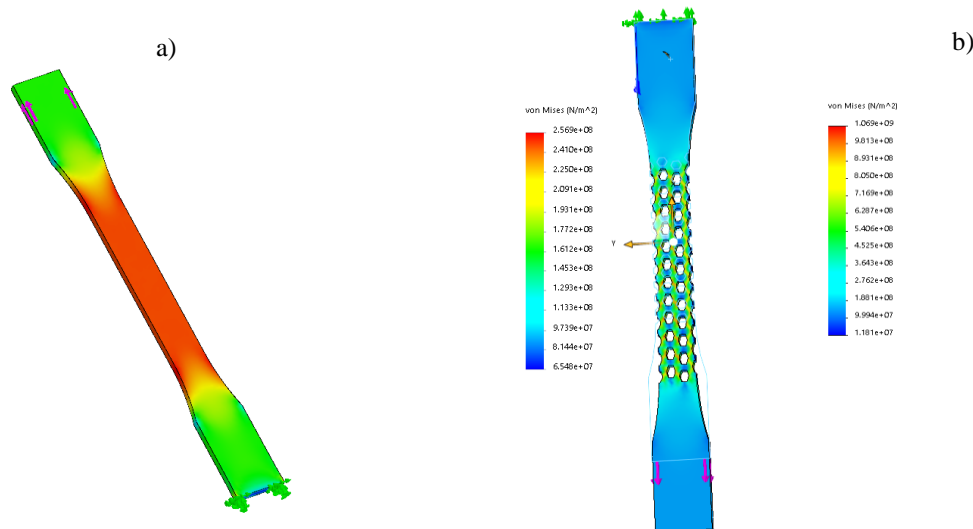 a)
b)
von Mises (N/m^2)
2.569e+08
2.410e+08
2.250e+08
2.091e+08
1.931e+08
1.772e+08
1.612e+08
1.453e+08
1.293e+08
1.133e+08
9.739e+07
8.144e+07
6.548e+07
Y
von Mises (N/m^2)
1.069e+09
9.813e+08
8.931e+08
8.050e+08
7.169e+08
6.287e+08
5.406e+08
4.525e+08
3.643e+08
2.762e+08
1.881e+08
9.994e+07
1.181e+07